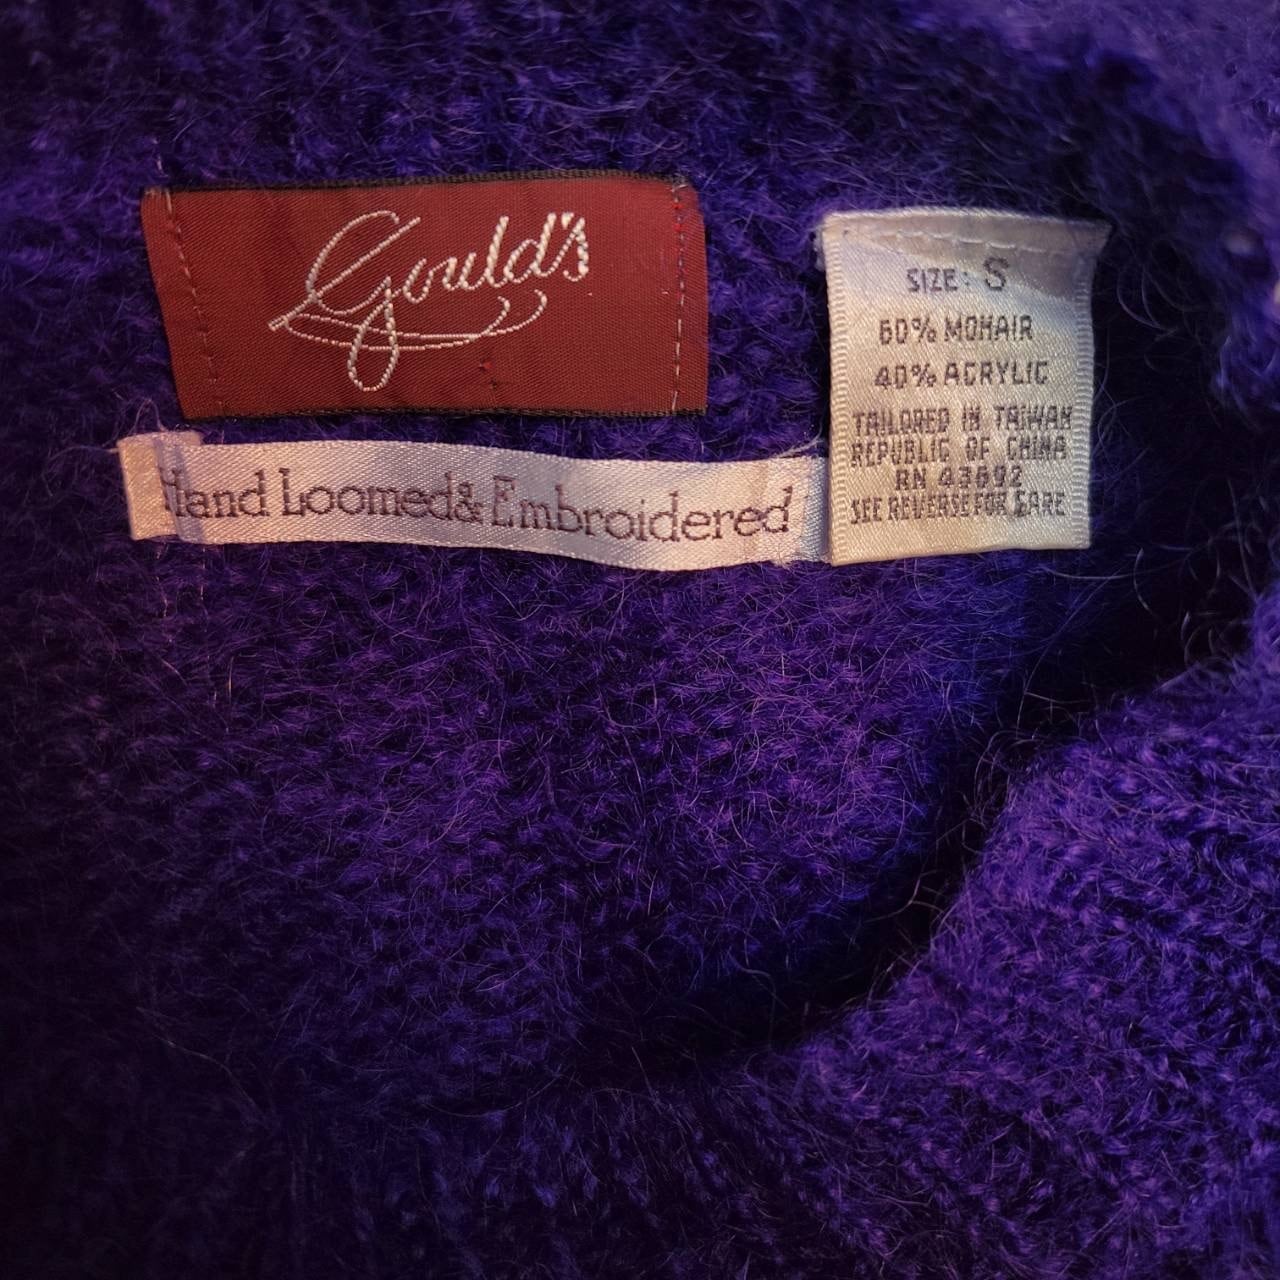 Gould's
Hand Loomed & Embroidered
SIZE: S
60% MOHAIR
40% ACRYLIC
TAILORED IN TAIWAN
REPUBLIC OF CHINA
RN 43692
SEE REVERSE FOR CARE